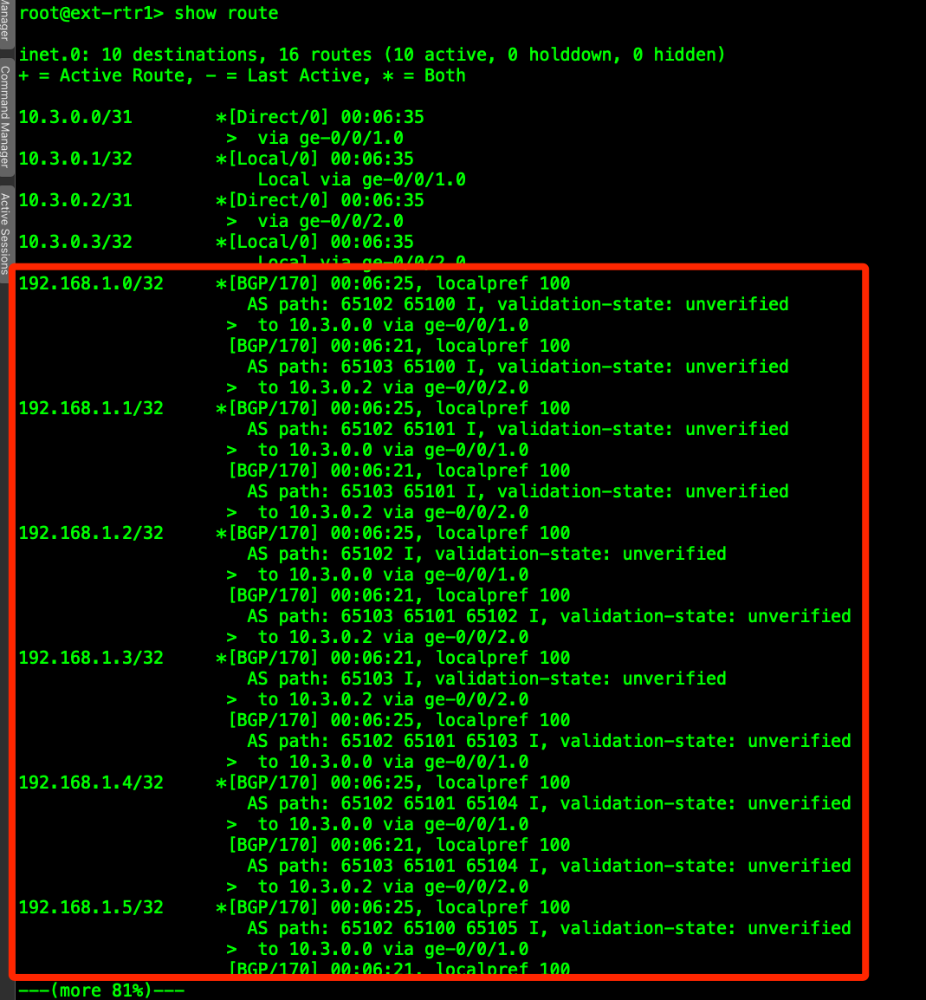 Manager
Command Manager
Active Sessions
root@ext-rtr1> show route
inet.0: 10 destinations, 16 routes (10 active, 0 holddown, 0 hidden)
+ = Active Route, - = Last Active, * = Both
10.3.0.0/31 *[Direct/0] 00:06:35
> via ge-0/0/1.0
10.3.0.1/32 *[Local/0] 00:06:35
Local via ge-0/0/1.0
10.3.0.2/31 *[Direct/0] 00:06:35
> via ge-0/0/2.0
10.3.0.3/32 *[Local/0] 00:06:35
Local via ge-0/0/2.0
192.168.1.0/32 *[BGP/170] 00:06:25, localpref 100
AS path: 65102 65100 I, validation-state: unverified
> to 10.3.0.0 via ge-0/0/1.0
[BGP/170] 00:06:21, localpref 100
AS path: 65103 65100 I, validation-state: unverified
> to 10.3.0.2 via ge-0/0/2.0
192.168.1.1/32 *[BGP/170] 00:06:25, localpref 100
AS path: 65102 65101 I, validation-state: unverified
> to 10.3.0.0 via ge-0/0/1.0
[BGP/170] 00:06:21, localpref 100
AS path: 65103 65101 I, validation-state: unverified
> to 10.3.0.2 via ge-0/0/2.0
192.168.1.2/32 *[BGP/170] 00:06:25, localpref 100
AS path: 65102 I, validation-state: unverified
> to 10.3.0.0 via ge-0/0/1.0
[BGP/170] 00:06:21, localpref 100
AS path: 65103 65101 65102 I, validation-state: unverified
> to 10.3.0.2 via ge-0/0/2.0
192.168.1.3/32 *[BGP/170] 00:06:21, localpref 100
AS path: 65103 I, validation-state: unverified
> to 10.3.0.2 via ge-0/0/2.0
[BGP/170] 00:06:25, localpref 100
AS path: 65102 65101 65103 I, validation-state: unverified
> to 10.3.0.0 via ge-0/0/1.0
192.168.1.4/32 *[BGP/170] 00:06:25, localpref 100
AS path: 65102 65101 65104 I, validation-state: unverified
> to 10.3.0.0 via ge-0/0/1.0
[BGP/170] 00:06:21, localpref 100
AS path: 65103 65101 65104 I, validation-state: unverified
> to 10.3.0.2 via ge-0/0/2.0
192.168.1.5/32 *[BGP/170] 00:06:25, localpref 100
AS path: 65102 65100 65105 I, validation-state: unverified
> to 10.3.0.0 via ge-0/0/1.0
[BGP/170] 00:06:21, localpref 100
---(more 81%)---